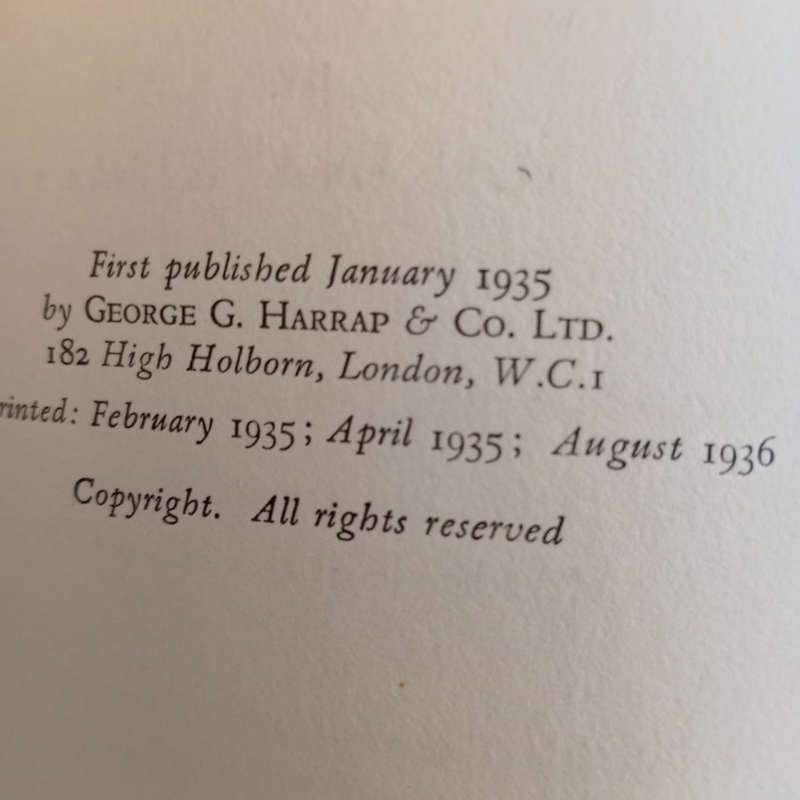 First published January 1935
by GEORGE G. HARRAP & CO. LTD.
182 High Holborn, London, W.C.1
rinted: February 1935; April 1935; August 1936
Copyright. All rights reserved